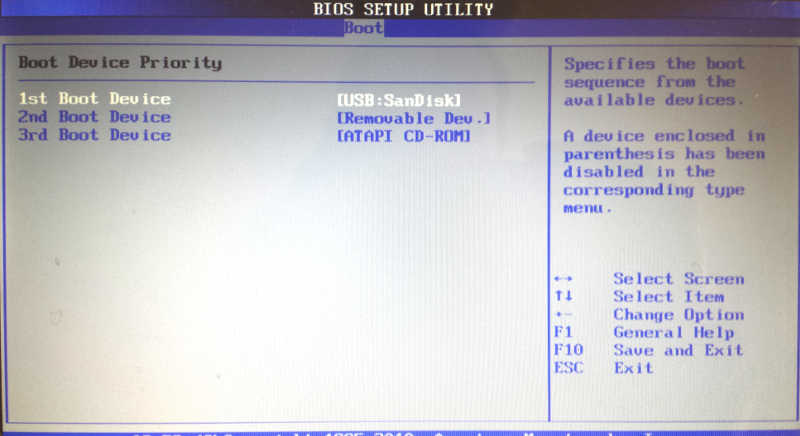 BIOS SETUP UTILITY
Boot
Boot Device Priority
1st Boot Device [USB:SanDisk]
2nd Boot Device [Removable Dev.]
3rd Boot Device [ATAPI CD-ROM]
Specifies the boot
sequence from the
available devices.
A device enclosed in
parenthesis has been
disabled in the
corresponding type
menu.
←→ Select Screen
↑↓ Select Item
+- Change Option
F1 General Help
F10 Save and Exit
ESC Exit